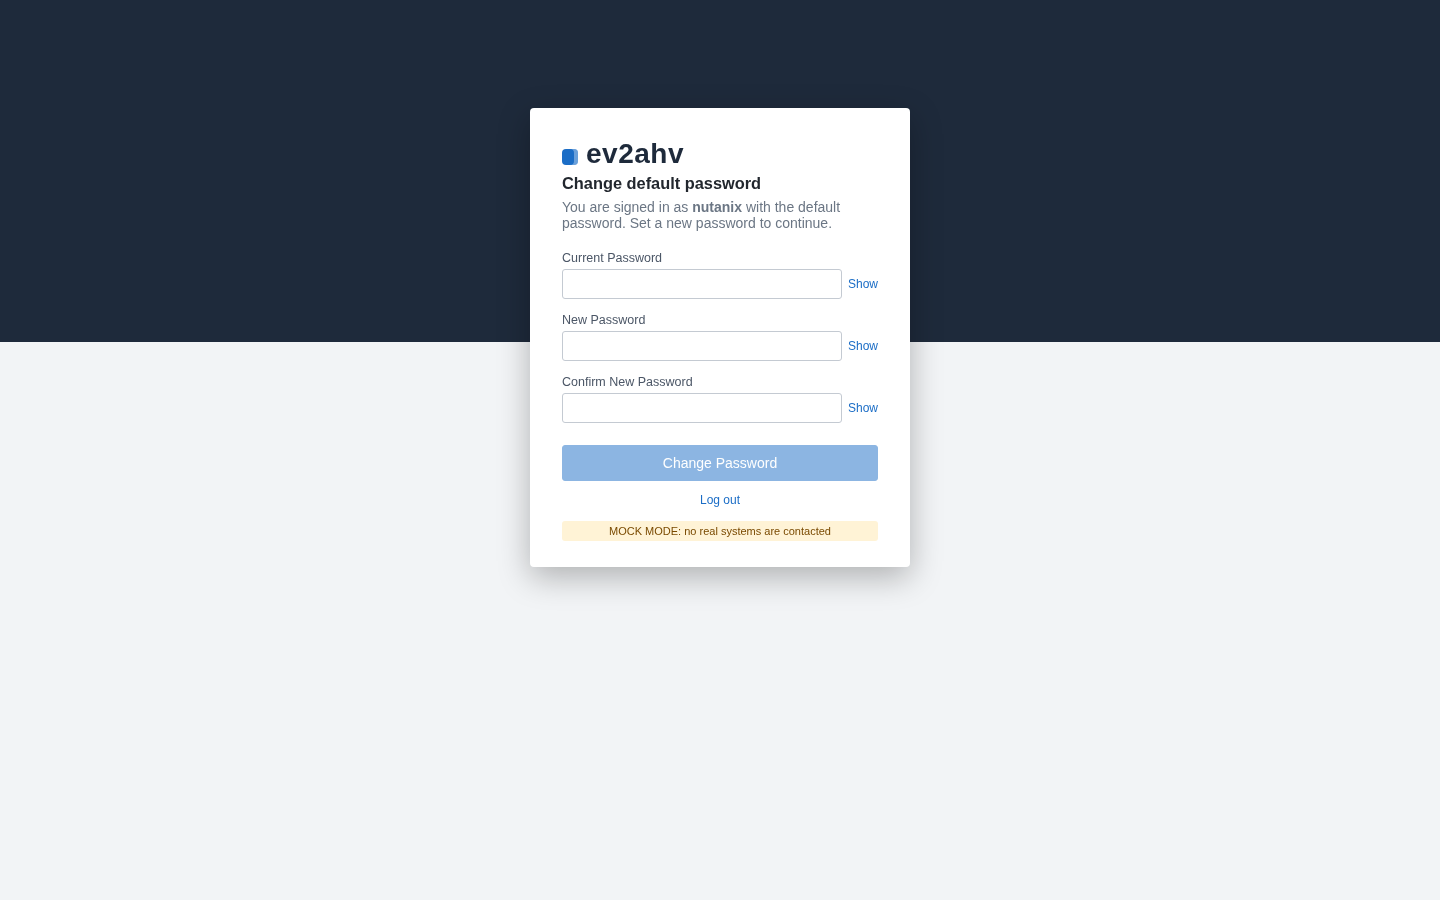 ev2ahv
Change default password
You are signed in as nutanix with the default
password. Set a new password to continue.
Current Password
Show
New Password
Show
Confirm New Password
Show
Change Password
Log out
MOCK MODE: no real systems are contacted